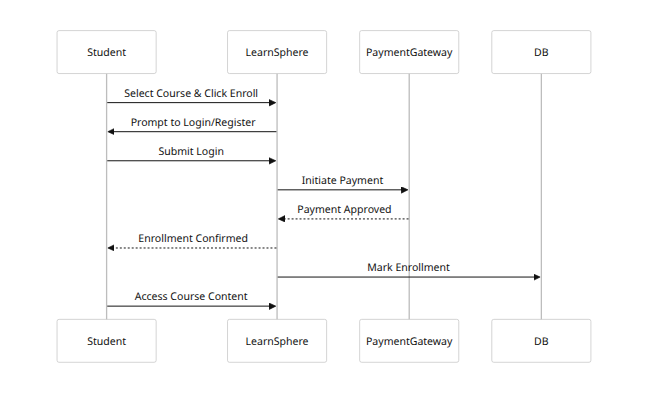 Student
LearnSphere
PaymentGateway
DB
Select Course & Click Enroll
Prompt to Login/Register
Submit Login
Initiate Payment
Payment Approved
Enrollment Confirmed
Mark Enrollment
Access Course Content
Student
LearnSphere
PaymentGateway
DB